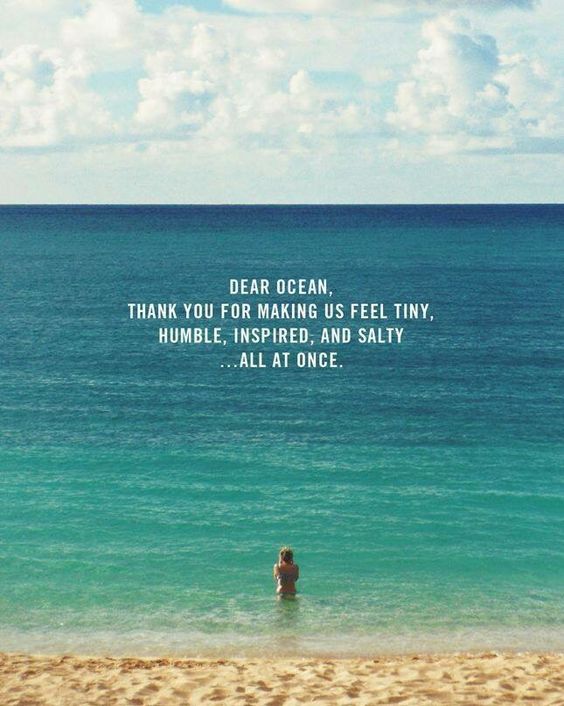 DEAR OCEAN,
THANK YOU FOR MAKING US FEEL TINY,
HUMBLE, INSPIRED, AND SALTY
...ALL AT ONCE.